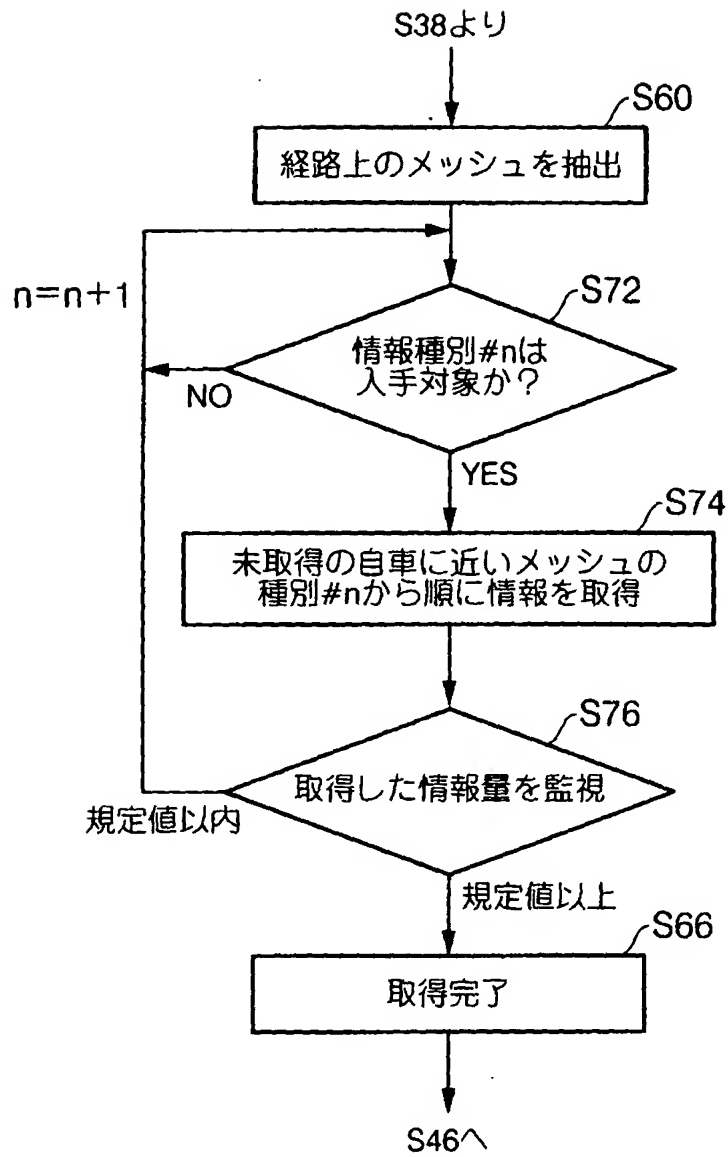 S38より
S60
経路上のメッシュを抽出
n=n+1
S72
情報種別#nは
入手対象か?
NO
YES
S74
未取得の自車に近いメッシュの
種別#nから順に情報を取得
S76
取得した情報量を監視
規定値以内
規定値以上
S66
取得完了
S46へ